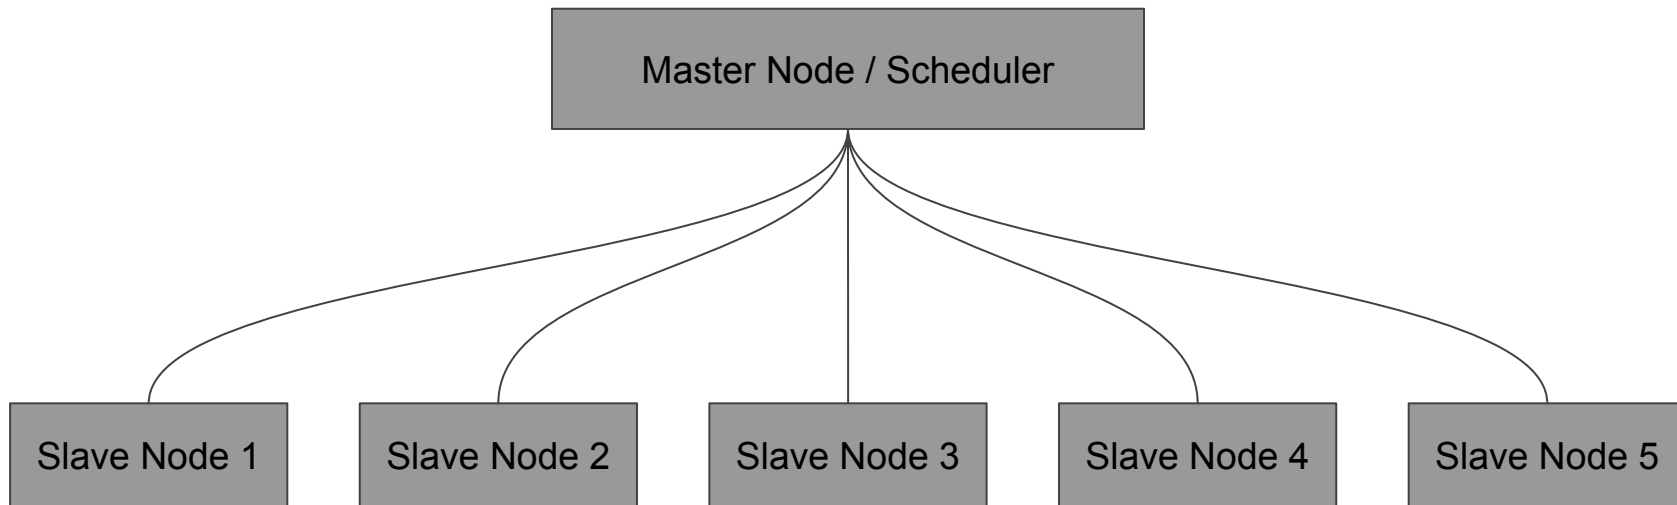 Master Node / Scheduler
Slave Node 1
Slave Node 2
Slave Node 3
Slave Node 4
Slave Node 5